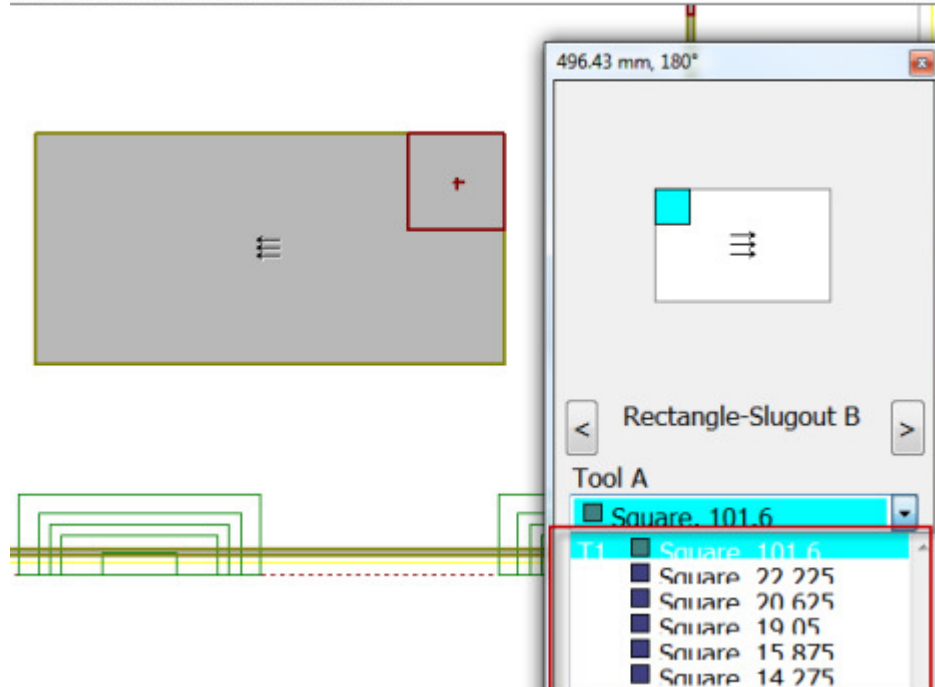 496.43 mm, 180°
< Rectangle-Slugout B >
Tool A
Square, 101.6
T1 Square 101.6
Square 22.225
Square 20.625
Square 19.05
Square 15.875
Square 14.275